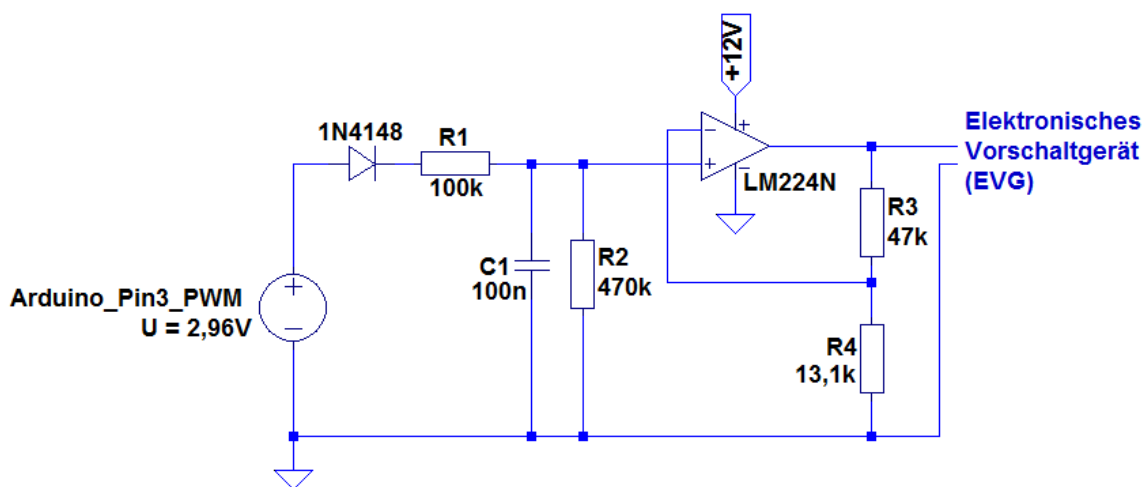 +12V
1N4148
R1
100k
−
+
+
−
LM224N
Elektronisches
Vorschaltgerät
(EVG)
R3
47k
C1
100n
R2
470k
Arduino_Pin3_PWM
U = 2,96V
+
−
R4
13,1k